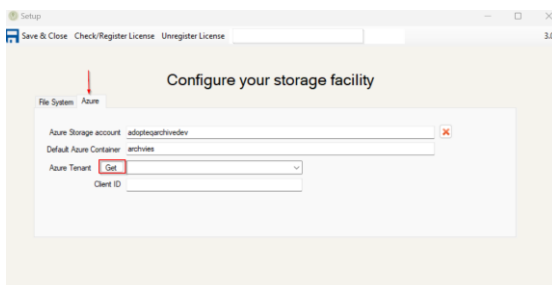 Setup
Save & Close Check/Register License Unregister License 3.0
Configure your storage facility
File System Azure
Azure Storage account adopteqarchivedev
Default Azure Container archvies
Azure Tenant Get
Client ID